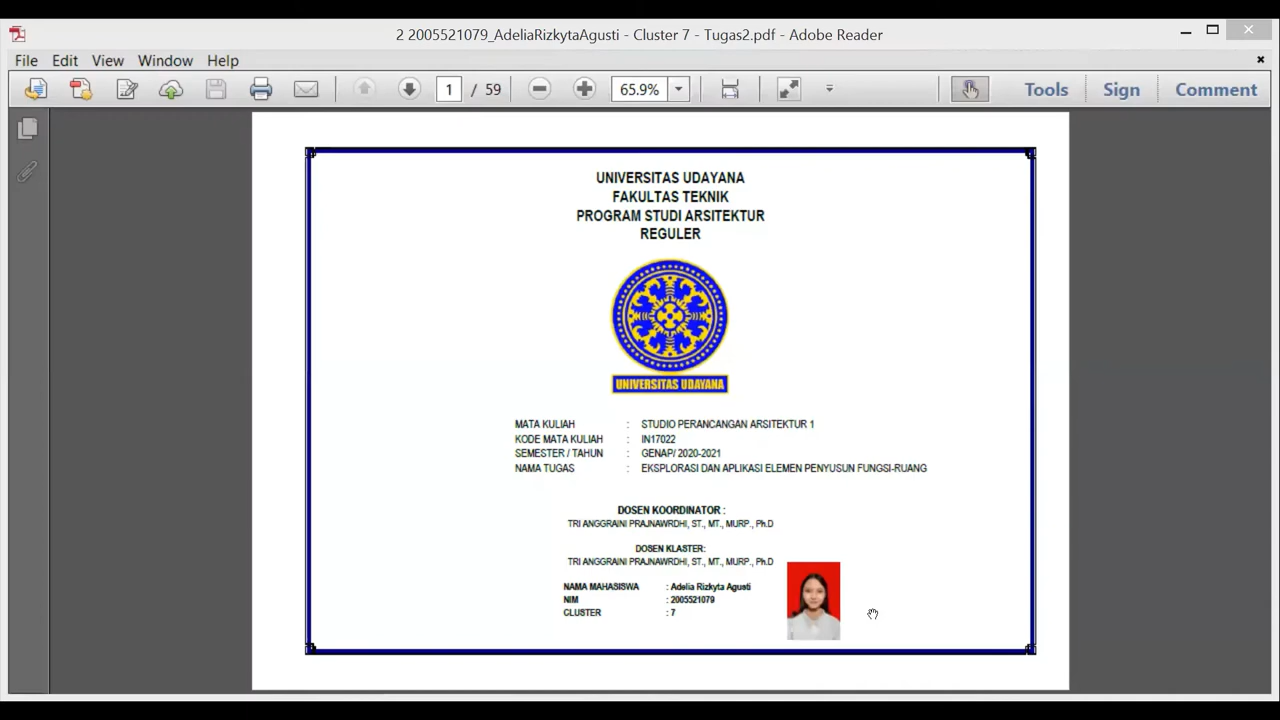 2 2005521079_AdeliaRizkytaAgusti - Cluster 7 - Tugas2.pdf - Adobe Reader
File Edit View Window Help
1 / 59 65.9% Tools Sign Comment
UNIVERSITAS UDAYANA
FAKULTAS TEKNIK
PROGRAM STUDI ARSITEKTUR
REGULER
UNIVERSITAS UDAYANA
MATA KULIAH : STUDIO PERANCANGAN ARSITEKTUR 1
KODE MATA KULIAH : IN17022
SEMESTER / TAHUN : GENAP/ 2020-2021
NAMA TUGAS : EKSPLORASI DAN APLIKASI ELEMEN PENYUSUN FUNGSI-RUANG
DOSEN KOORDINATOR :
TRI ANGGRAINI PRAJNAWRDHI, ST., MT., MURP., Ph.D
DOSEN KLASTER:
TRI ANGGRAINI PRAJNAWRDHI, ST., MT., MURP., Ph.D
NAMA MAHASISWA : Adelia Rizkyta Agusti
NIM : 2005521079
CLUSTER : 7